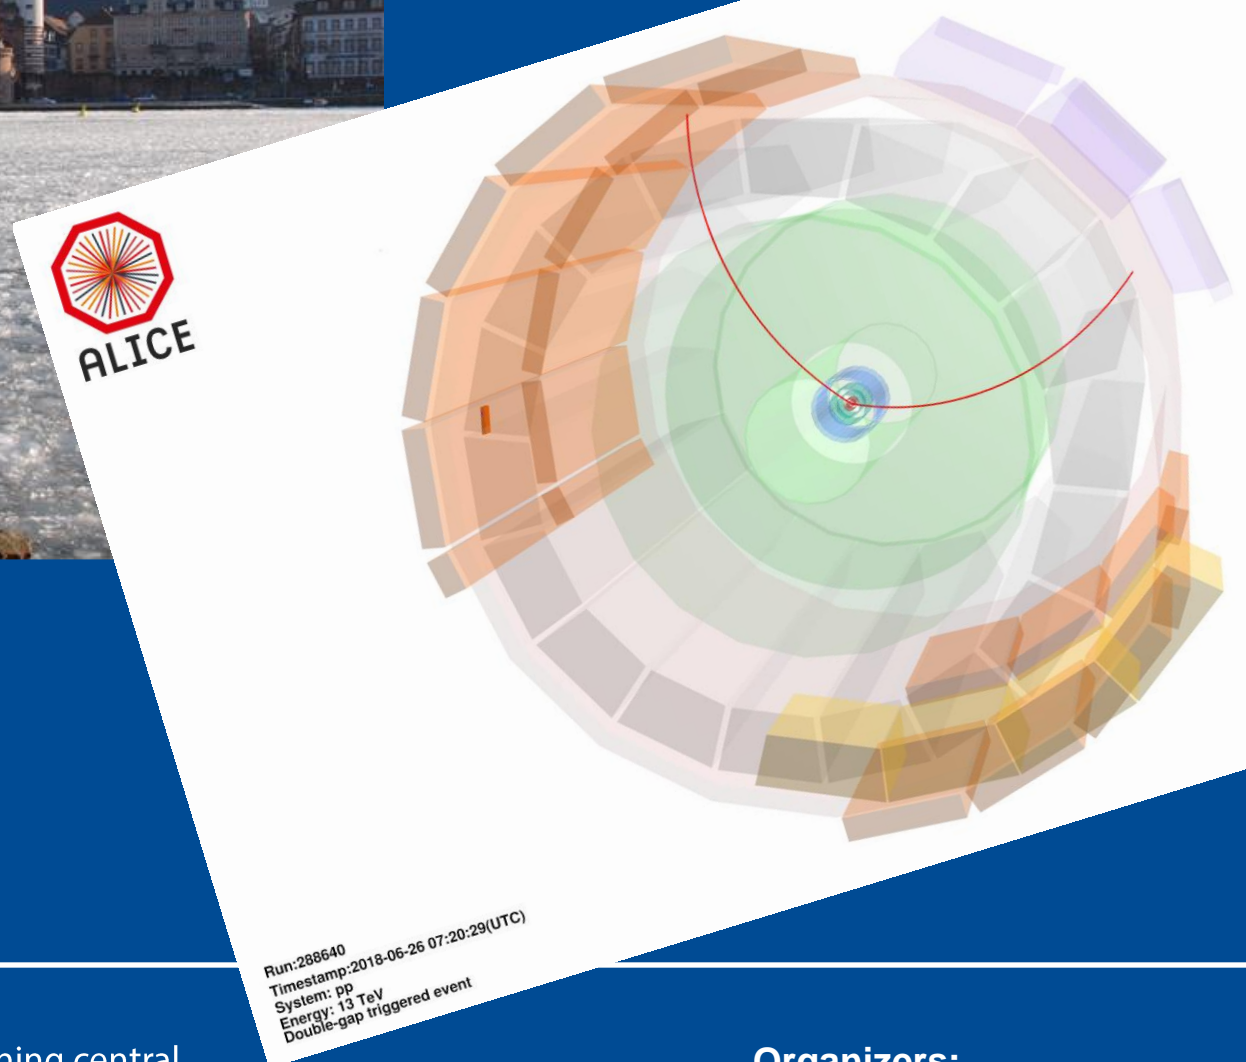 ALICE
Run:288640
Timestamp:2018-06-26 07:20:29(UTC)
System: pp
Energy: 13 TeV
Double-gap triggered event
central
Organizers: